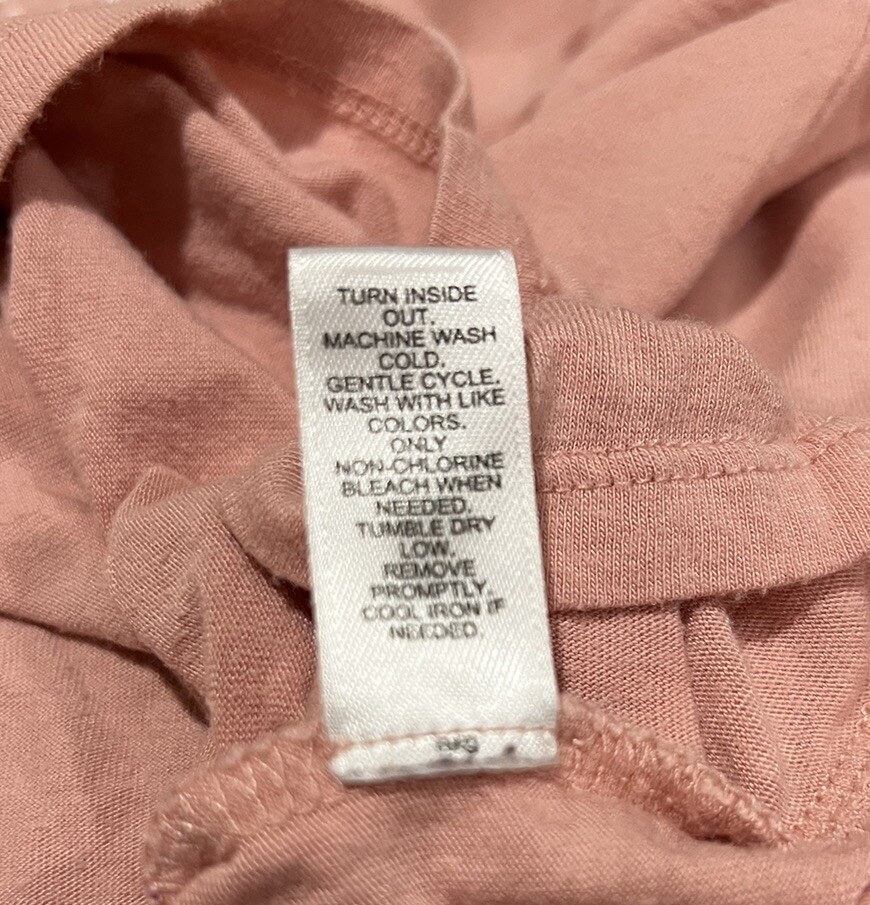 TURN INSIDE
OUT.
MACHINE WASH
COLD.
GENTLE CYCLE.
WASH WITH LIKE
COLORS.
ONLY
NON-CHLORINE
BLEACH WHEN
NEEDED.
TUMBLE DRY
LOW.
REMOVE
PROMPTLY.
COOL IRON IF
NEEDED.